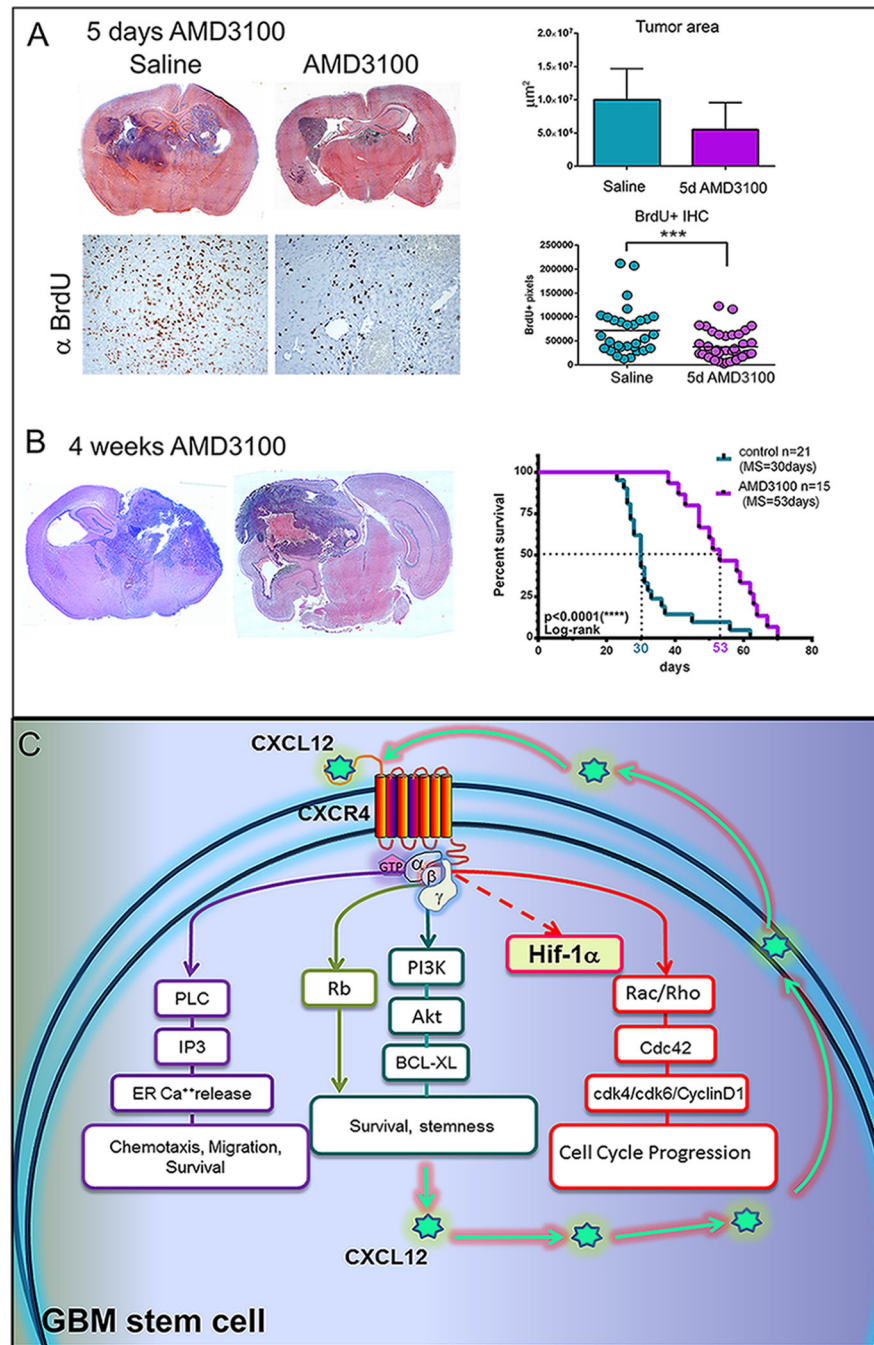 A
5 days AMD3100
Saline
AMD3100
α BrdU
Tumor area
μm²
2.0×10⁷
1.5×10⁷
1.0×10⁷
5.0×10⁶
0
Saline
5d AMD3100
BrdU+ IHC
***
BrdU+ pixels
250000
200000
150000
100000
50000
0
Saline
5d AMD3100
B
4 weeks AMD3100
control n=21
(MS=30days)
AMD3100 n=15
(MS=53days)
Percent survival
100
75
50
25
0
p<0.0001(****)
Log-rank
0
20
30
40
53
60
80
days
C
CXCL12
CXCR4
GTP
α
β
γ
Hif-1α
PLC
Rb
PI3K
Rac/Rho
IP3
Akt
Cdc42
ER Ca⁺⁺release
BCL-XL
cdk4/cdk6/CyclinD1
Chemotaxis, Migration,
Survival
Survival, stemness
Cell Cycle Progression
CXCL12
GBM stem cell